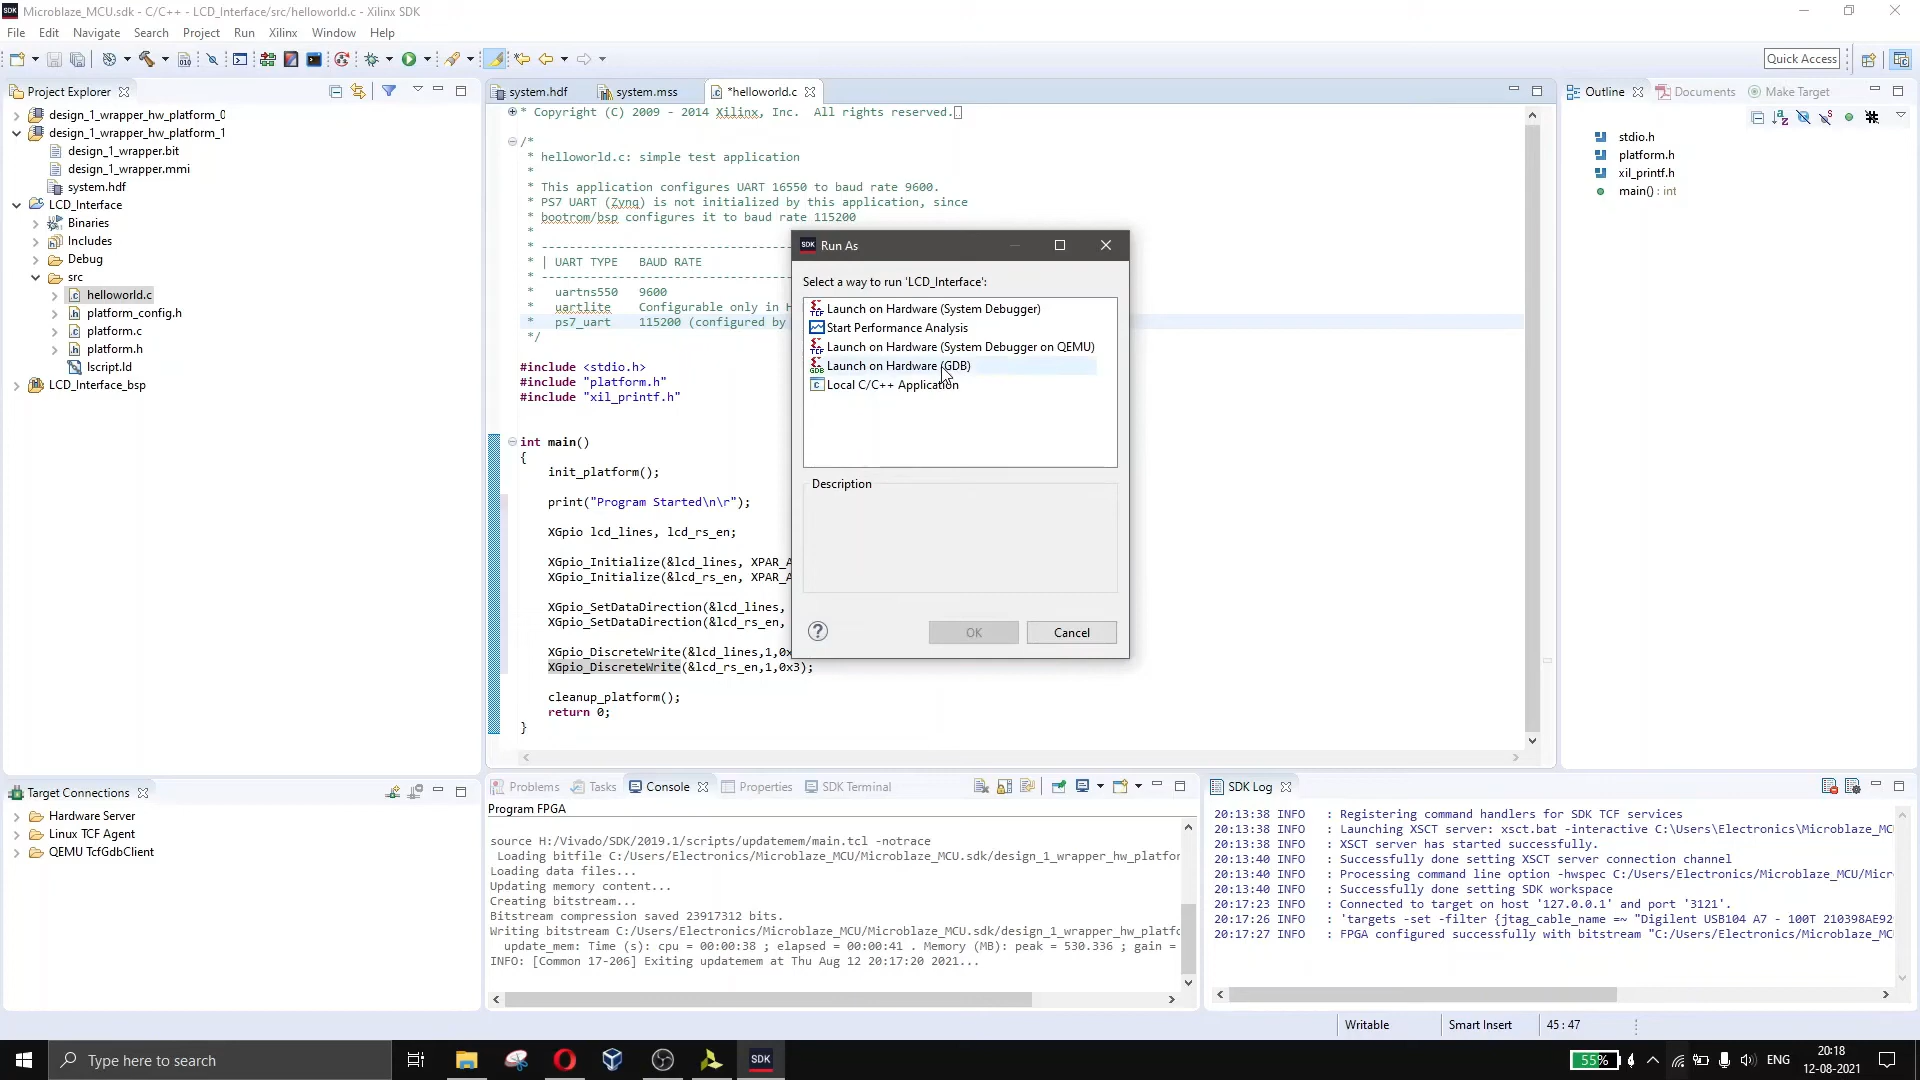 SDK Microblaze_MCU.sdk - C/C++ - LCD_Interface/src/helloworld.c - Xilinx SDK
File Edit Navigate Search Project Run Xilinx Window Help
Quick Access
Project Explorer
design_1_wrapper_hw_platform_0
design_1_wrapper_hw_platform_1
design_1_wrapper.bit
design_1_wrapper.mmi
system.hdf
LCD_Interface
Binaries
Includes
Debug
src
helloworld.c
platform_config.h
platform.c
platform.h
lscript.ld
LCD_Interface_bsp
system.hdf system.mss *helloworld.c
* Copyright (C) 2009 - 2014 Xilinx, Inc.  All rights reserved.
/*
* helloworld.c: simple test application
*
* This application configures UART 16550 to baud rate 9600.
* PS7 UART (Zynq) is not initialized by this application, since
* bootrom/bsp configures it to baud rate 115200
*
* ------------------------------------
* | UART TYPE   BAUD RATE
* ------------------------------------
*   uartns550   9600
*   uartlite    Configurable only in H
*   ps7_uart    115200 (configured by
*/
#include <stdio.h>
#include "platform.h"
#include "xil_printf.h"
int main()
{
init_platform();
print("Program Started\n\r");
XGpio lcd_lines, lcd_rs_en;
XGpio_Initialize(&lcd_lines, XPAR_A
XGpio_Initialize(&lcd_rs_en, XPAR_A
XGpio_SetDataDirection(&lcd_lines,
XGpio_SetDataDirection(&lcd_rs_en,
XGpio_DiscreteWrite(&lcd_lines,1,0x
XGpio_DiscreteWrite(&lcd_rs_en,1,0x3);
cleanup_platform();
return 0;
}
SDK Run As
Select a way to run 'LCD_Interface':
Launch on Hardware (System Debugger)
Start Performance Analysis
Launch on Hardware (System Debugger on QEMU)
Launch on Hardware (GDB)
Local C/C++ Application
Description
OK Cancel
Outline Documents Make Target
stdio.h
platform.h
xil_printf.h
main() : int
Target Connections
Hardware Server
Linux TCF Agent
QEMU TcfGdbClient
Problems Tasks Console Properties SDK Terminal
Program FPGA
source H:/Vivado/SDK/2019.1/scripts/updatemem/main.tcl -notrace
Loading bitfile C:/Users/Electronics/Microblaze_MCU/Microblaze_MCU.sdk/design_1_wrapper_hw_platfor
Loading data files...
Updating memory content...
Creating bitstream...
Bitstream compression saved 23917312 bits.
Writing bitstream C:/Users/Electronics/Microblaze_MCU/Microblaze_MCU.sdk/design_1_wrapper_hw_platfo
update_mem: Time (s): cpu = 00:00:38 ; elapsed = 00:00:41 . Memory (MB): peak = 530.336 ; gain =
INFO: [Common 17-206] Exiting updatemem at Thu Aug 12 20:17:20 2021...
SDK Log
20:13:38 INFO : Registering command handlers for SDK TCF services
20:13:38 INFO : Launching XSCT server: xsct.bat -interactive C:\Users\Electronics\Microblaze_MC
20:13:38 INFO : XSCT server has started successfully.
20:13:40 INFO : Successfully done setting XSCT server connection channel
20:13:40 INFO : Processing command line option -hwspec C:/Users/Electronics/Microblaze_MCU/Micr
20:13:40 INFO : Successfully done setting SDK workspace
20:17:23 INFO : Connected to target on host '127.0.0.1' and port '3121'.
20:17:26 INFO : 'targets -set -filter {jtag_cable_name =~ "Digilent USB104 A7 - 100T 210398AE92
20:17:27 INFO : FPGA configured successfully with bitstream "C:/Users/Electronics/Microblaze_MC
Writable Smart Insert 45 : 47
Type here to search
SDK
55% ENG 20:18
12-08-2021